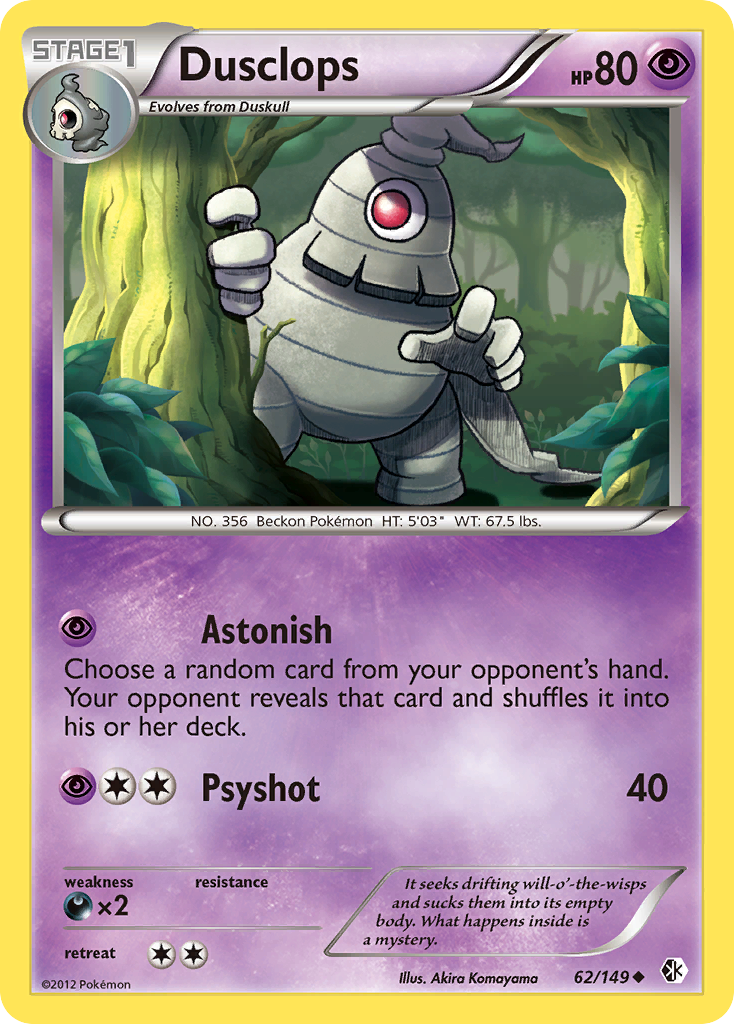 STAGE1
Dusclops
HP80
Evolves from Duskull
NO. 356 Beckon Pokémon HT: 5'03" WT: 67.5 lbs.
Astonish
Choose a random card from your opponent's hand.
Your opponent reveals that card and shuffles it into
his or her deck.
Psyshot 40
weakness resistance
×2
It seeks drifting will-o'-the-wisps
and sucks them into its empty
body. What happens inside is
a mystery.
retreat
©2012 Pokémon
Illus. Akira Komayama 62/149